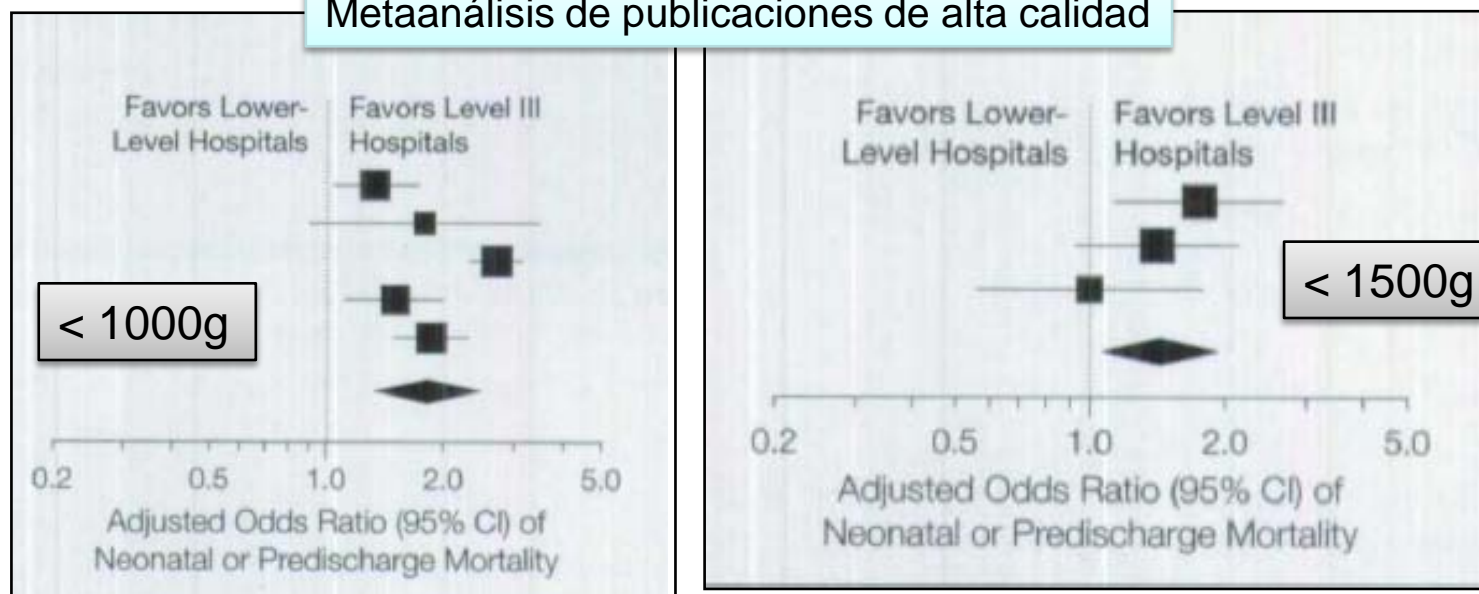 Metaanálisis de publicaciones de alta calidad
Favors Lower-
Level Hospitals
Favors Level III
Hospitals
< 1000g
0.2 0.5 1.0 2.0 5.0
Adjusted Odds Ratio (95% CI) of
Neonatal or Predischarge Mortality
Favors Lower-
Level Hospitals
Favors Level III
Hospitals
< 1500g
0.2 0.5 1.0 2.0 5.0
Adjusted Odds Ratio (95% CI) of
Neonatal or Predischarge Mortality